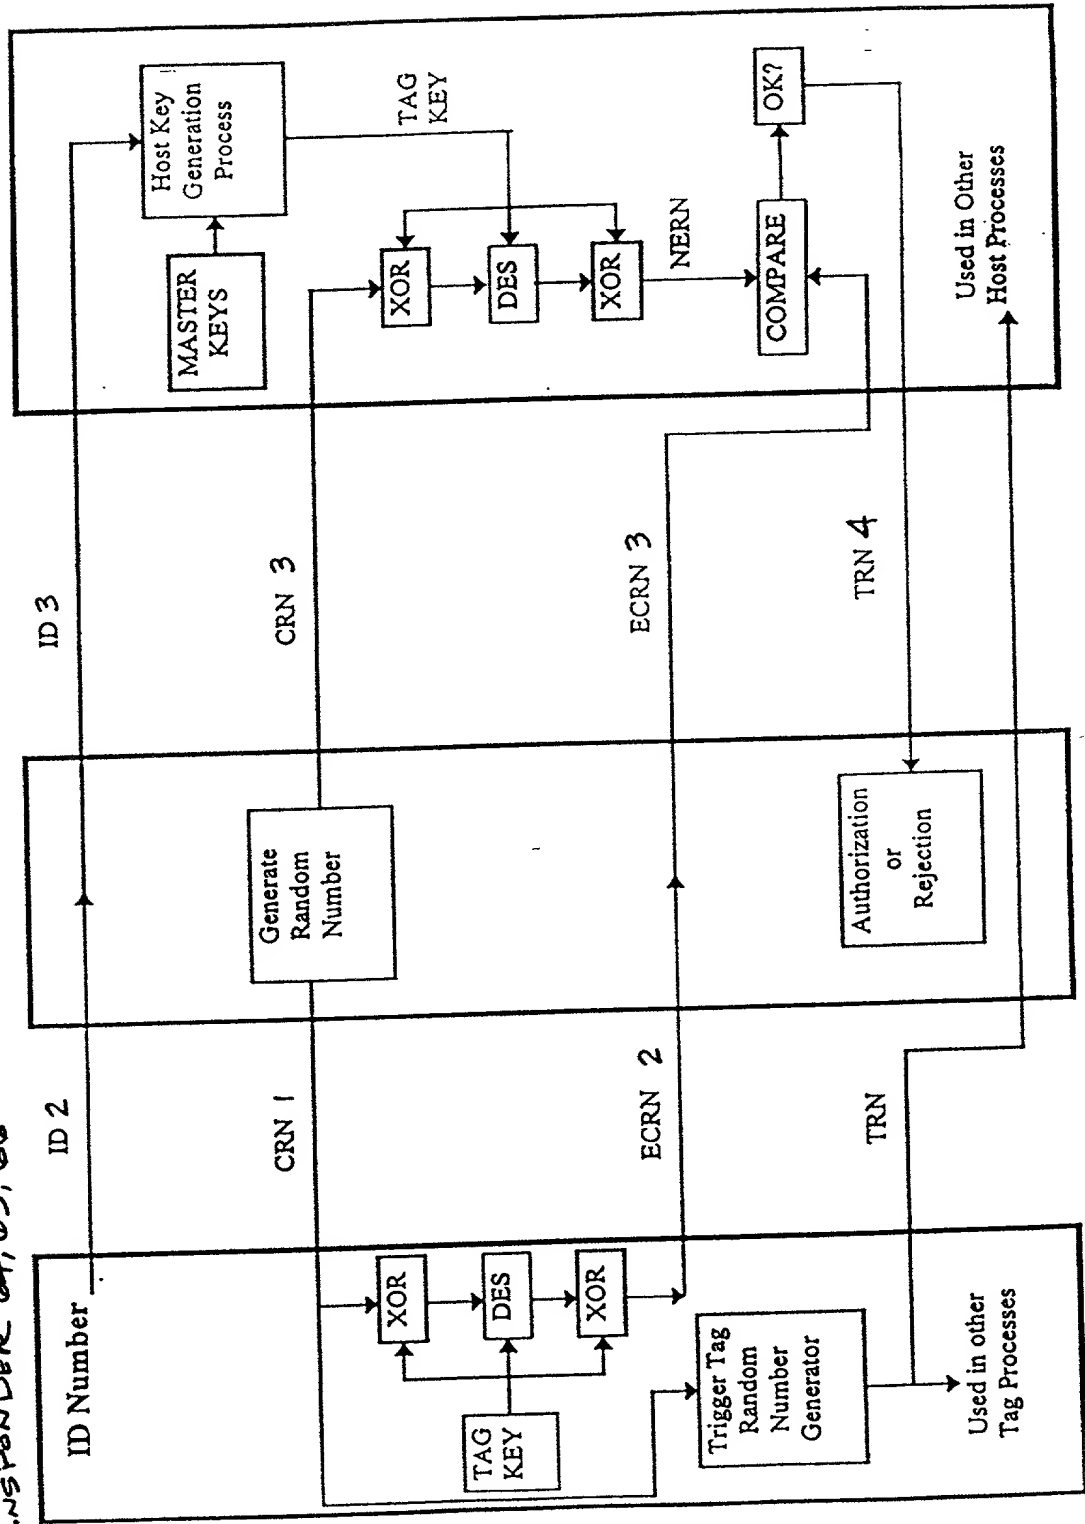 ID Number
TAG
KEY
XOR
DES
XOR
Trigger Tag
Random
Number
Generator
Used in other
Tag Processes
ID 2
CRN 1
ECRN 2
TRN
Generate
Random
Number
Authorization
or
Rejection
ID 3
CRN 3
ECRN 3
TRN 4
MASTER
KEYS
Host Key
Generation
Process
TAG
KEY
XOR
DES
XOR
NERN
COMPARE
OK?
Used in Other
Host Processes